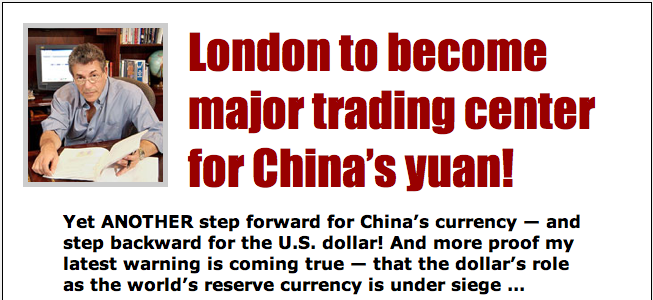 London to become
major trading center
for China's yuan!
Yet ANOTHER step forward for China's currency — and
step backward for the U.S. dollar! And more proof my
latest warning is coming true — that the dollar's role
as the world's reserve currency is under siege ...